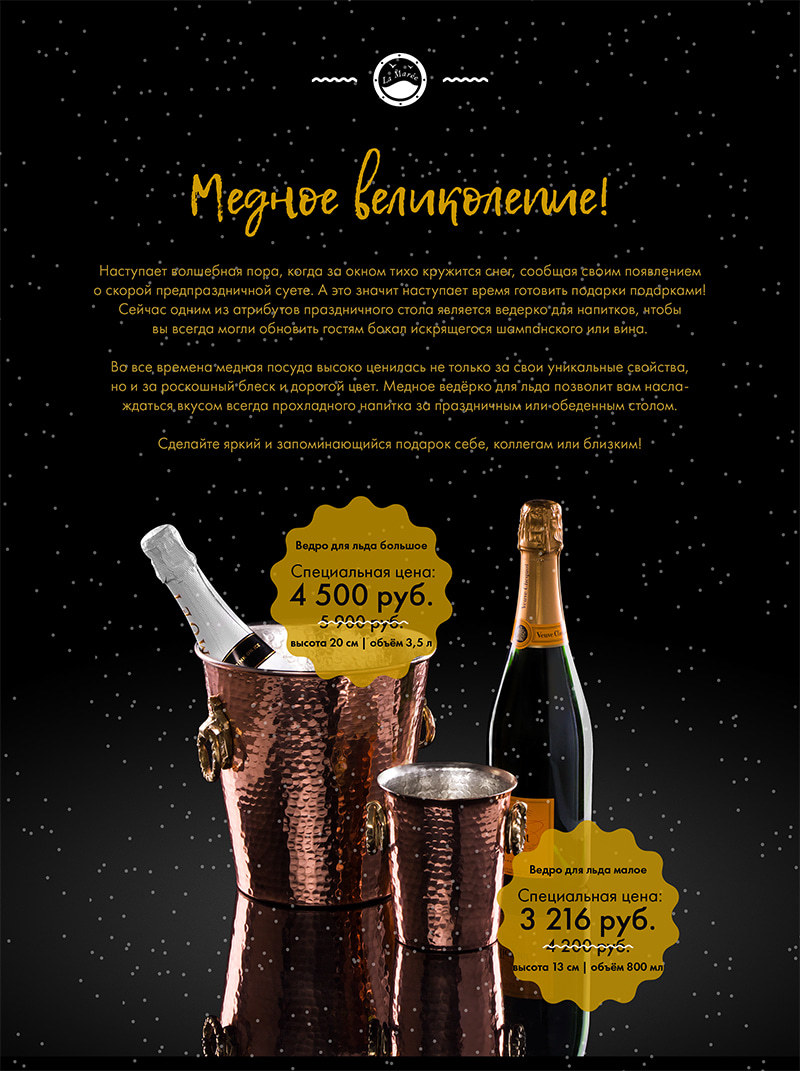 La Marée
Медное великолепие!
Наступает волшебная пора, когда за окном тихо кружится снег, сообщая своим появлением
о скорой предпраздничной суете. А это значит наступает время готовить подарки подарками!
Сейчас одним из атрибутов праздничного стола является ведерко для напитков, чтобы
вы всегда могли обновить гостям бокал искрящегося шампанского или вина.
Во все времена медная посуда высоко ценилась не только за свои уникальные свойства,
но и за роскошный блеск и дорогой цвет. Медное ведёрко для льда позволит вам насла-
ждаться вкусом всегда прохладного напитка за праздничным или обеденным столом.
Сделайте яркий и запоминающийся подарок себе, коллегам или близким!
Ведро для льда большое
Специальная цена:
4 500 руб.
5 900 руб.
высота 20 см | объём 3,5 л
Veuve Cl
Ведро для льда малое
Специальная цена:
3 216 руб.
4 200 руб.
высота 13 см | объём 800 мл